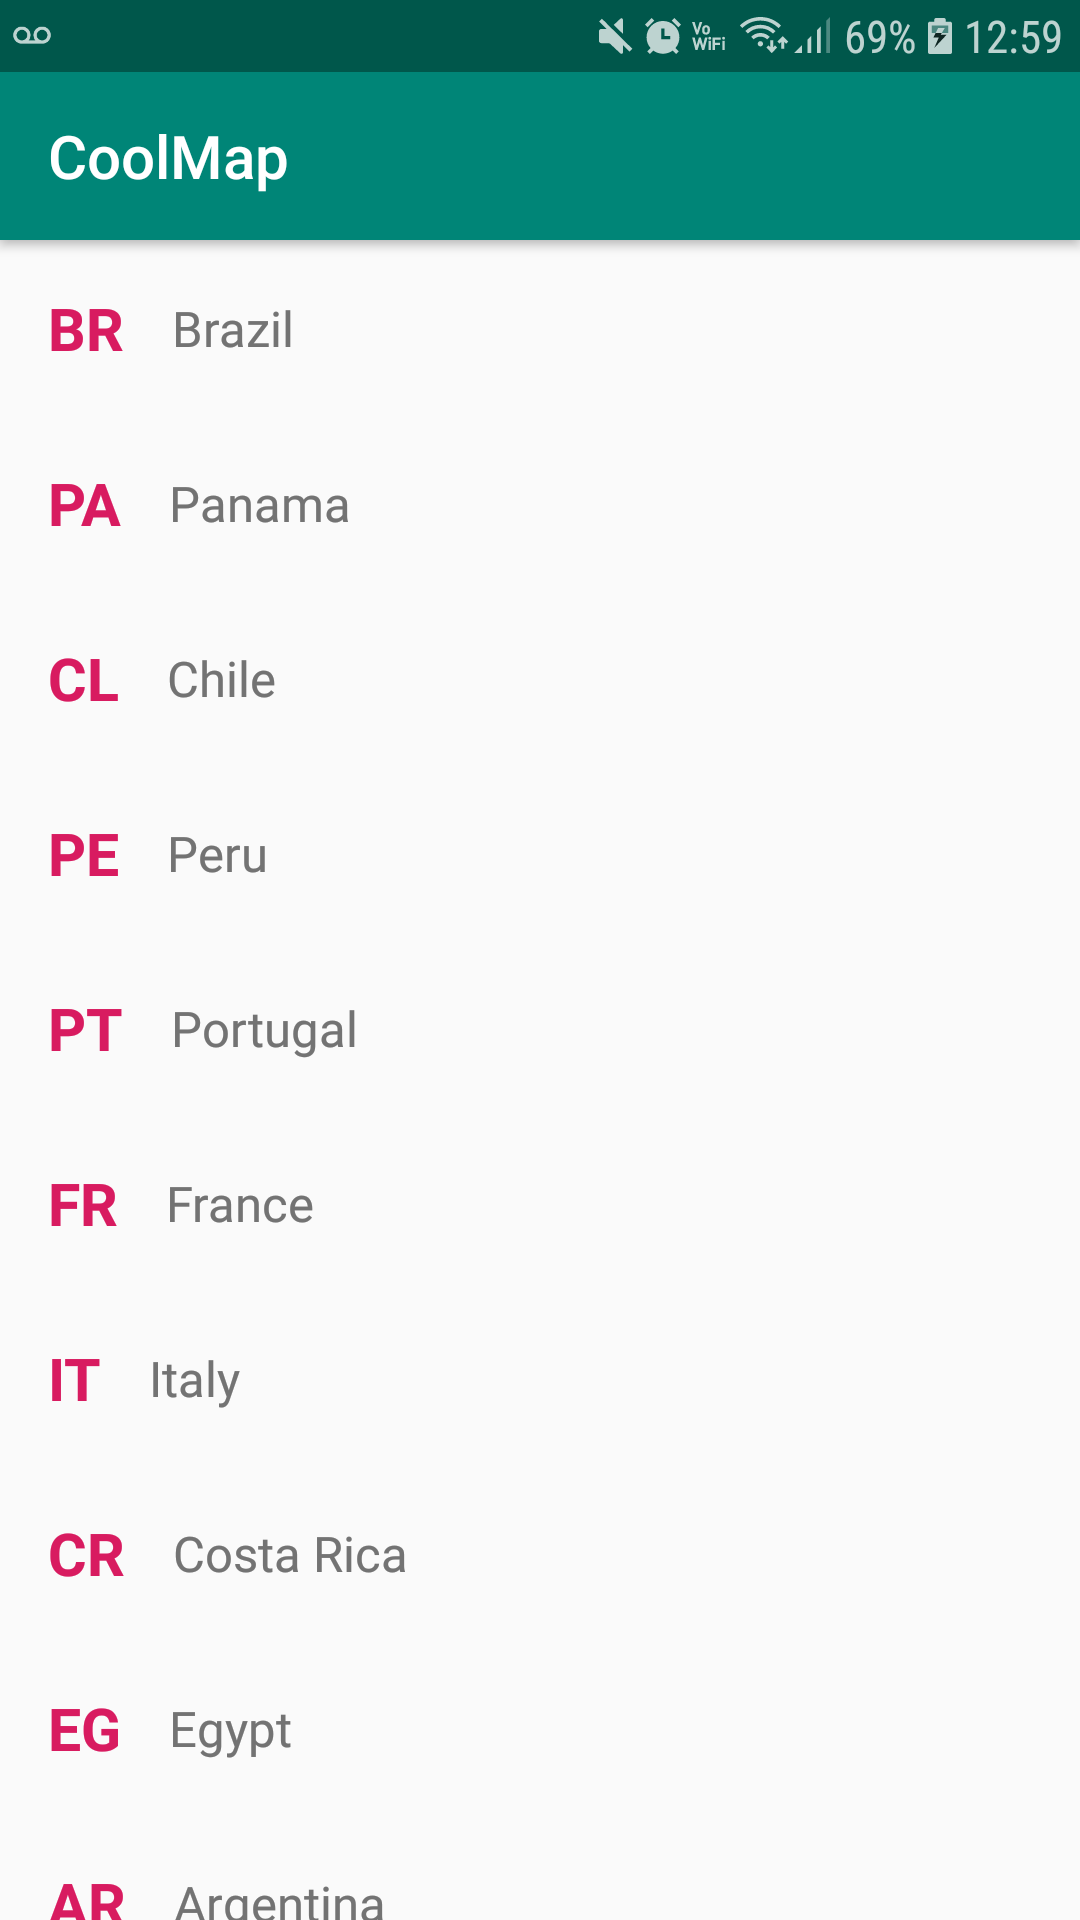 Vo WiFi 69% 12:59
CoolMap
BR Brazil
PA Panama
CL Chile
PE Peru
PT Portugal
FR France
IT Italy
CR Costa Rica
EG Egypt
AR Argentina